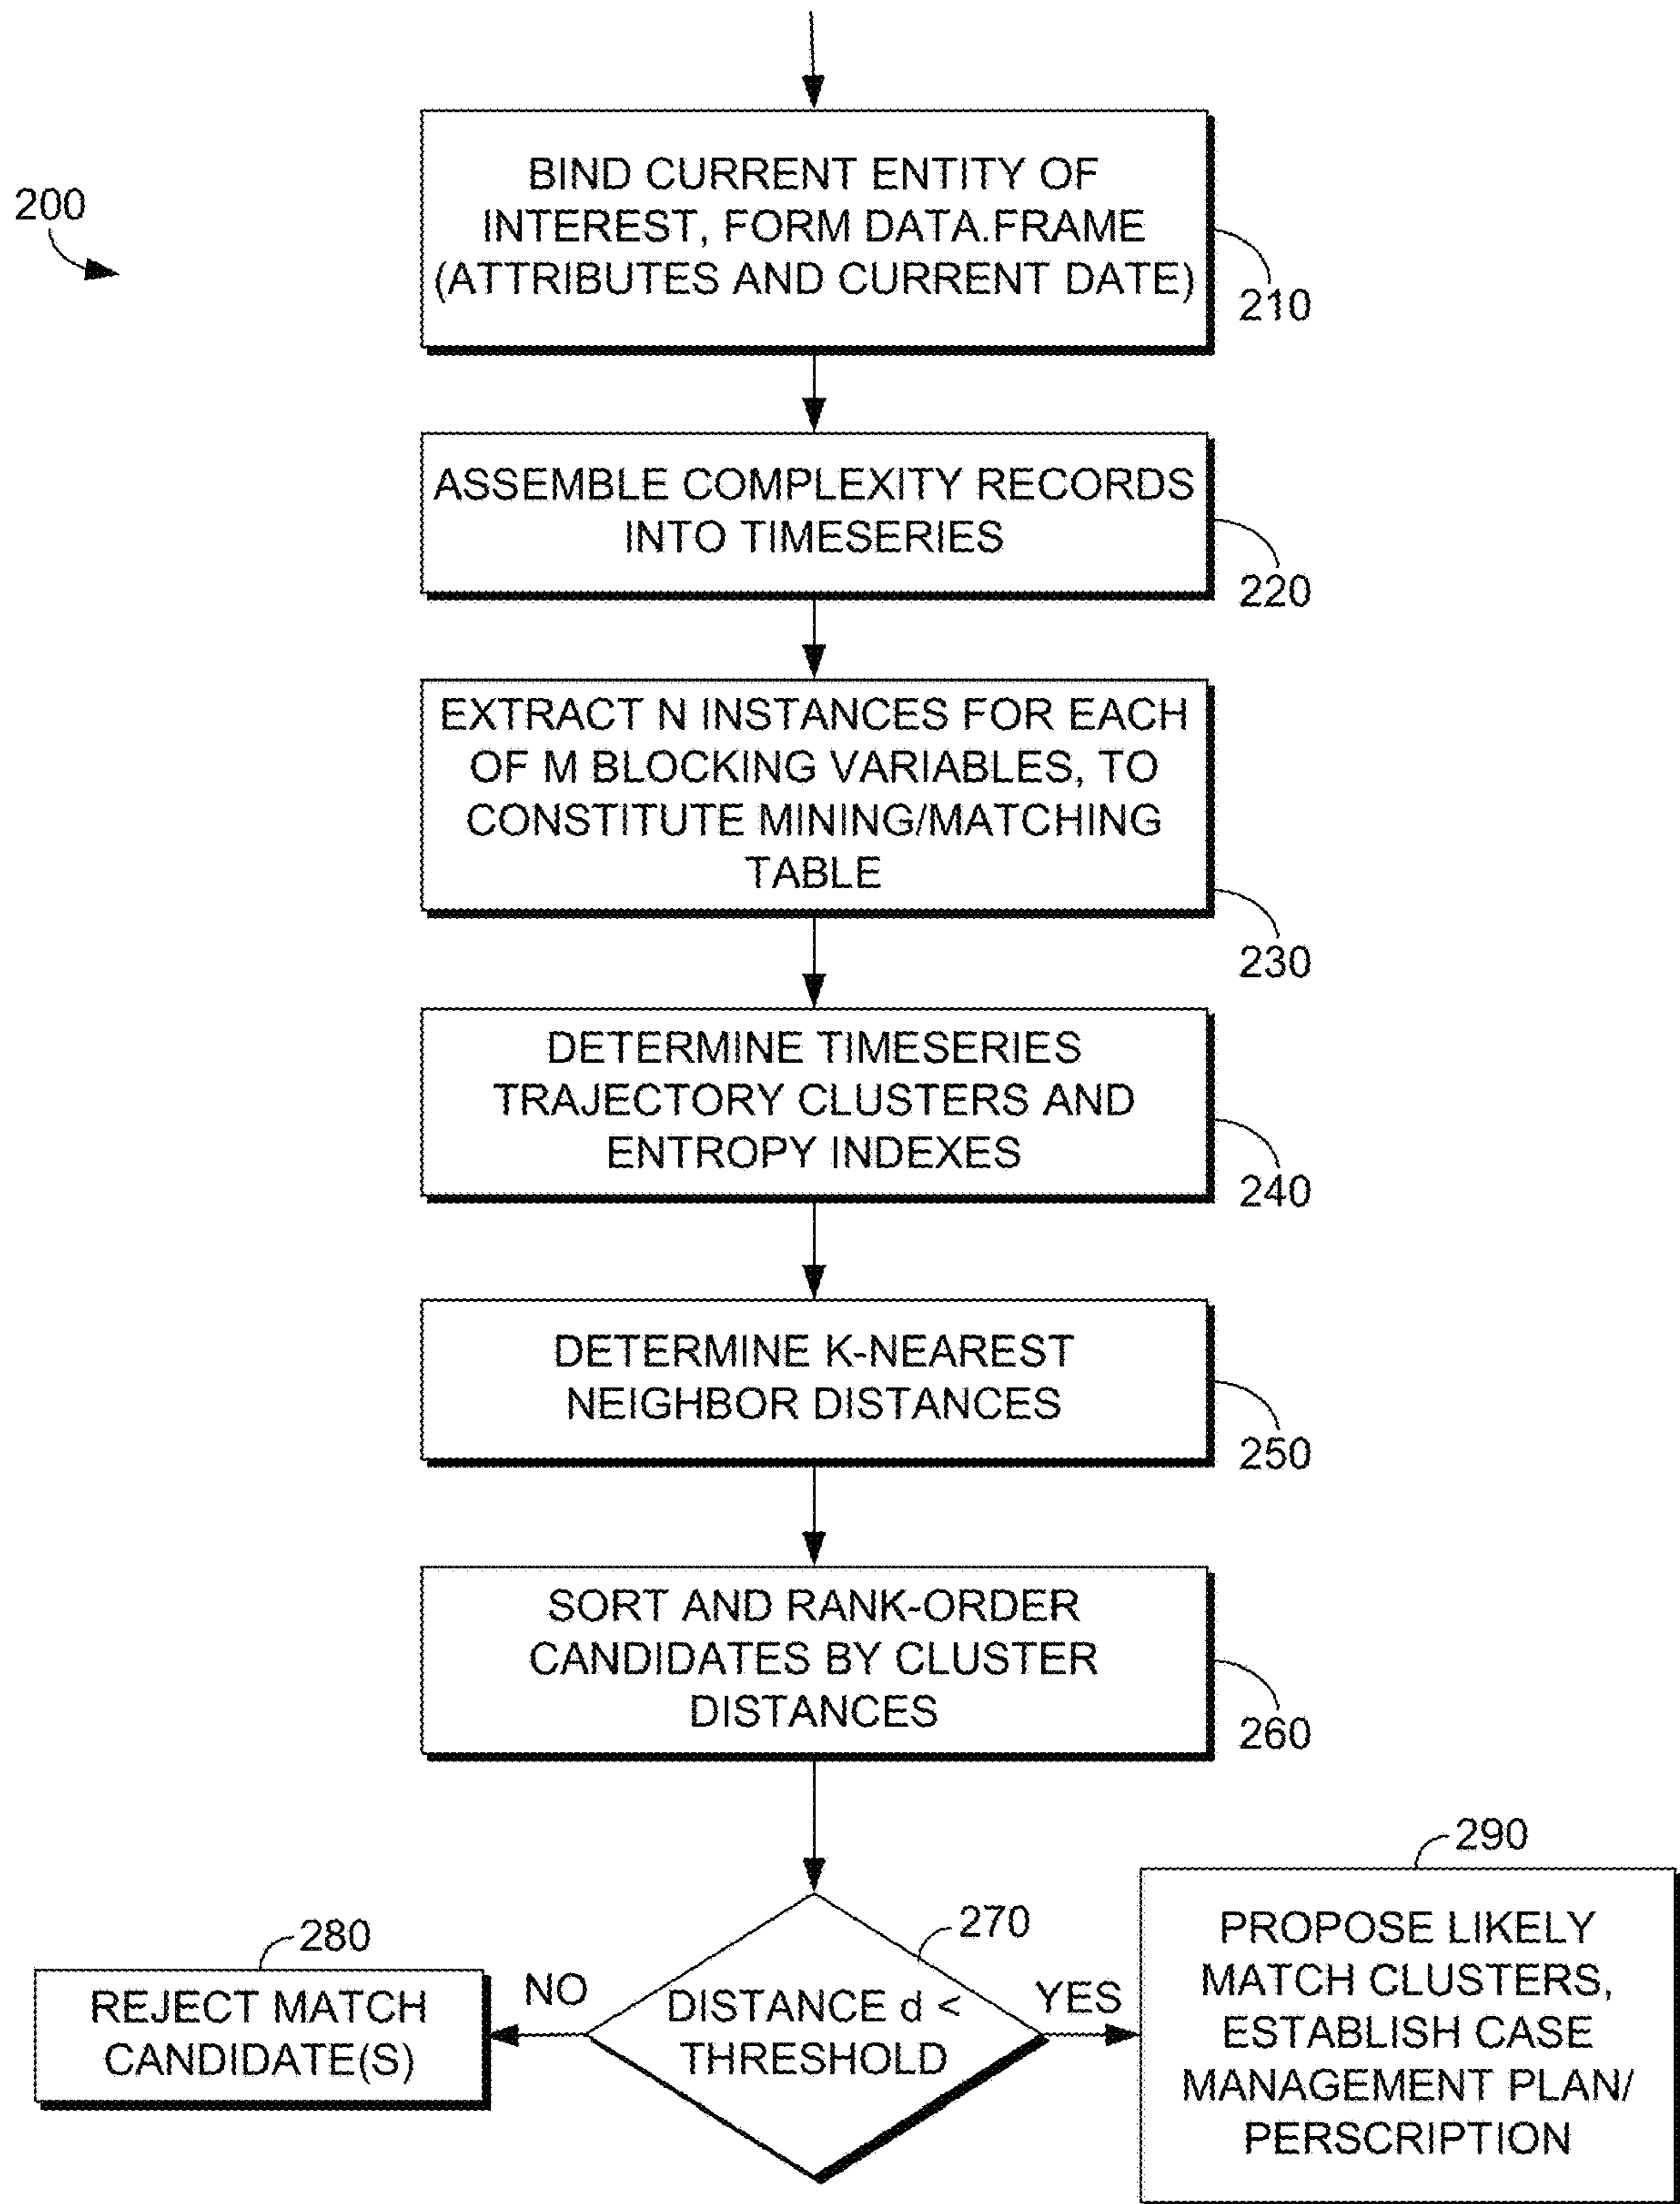 200
BIND CURRENT ENTITY OF
INTEREST, FORM DATA.FRAME
(ATTRIBUTES AND CURRENT DATE)
210
ASSEMBLE COMPLEXITY RECORDS
INTO TIMESERIES
220
EXTRACT N INSTANCES FOR EACH
OF M BLOCKING VARIABLES, TO
CONSTITUTE MINING/MATCHING
TABLE
230
DETERMINE TIMESERIES
TRAJECTORY CLUSTERS AND
ENTROPY INDEXES
240
DETERMINE K-NEAREST
NEIGHBOR DISTANCES
250
SORT AND RANK-ORDER
CANDIDATES BY CLUSTER
DISTANCES
260
270
DISTANCE d <
THRESHOLD
NO
280
REJECT MATCH
CANDIDATE(S)
YES
290
PROPOSE LIKELY
MATCH CLUSTERS,
ESTABLISH CASE
MANAGEMENT PLAN/
PERSCRIPTION